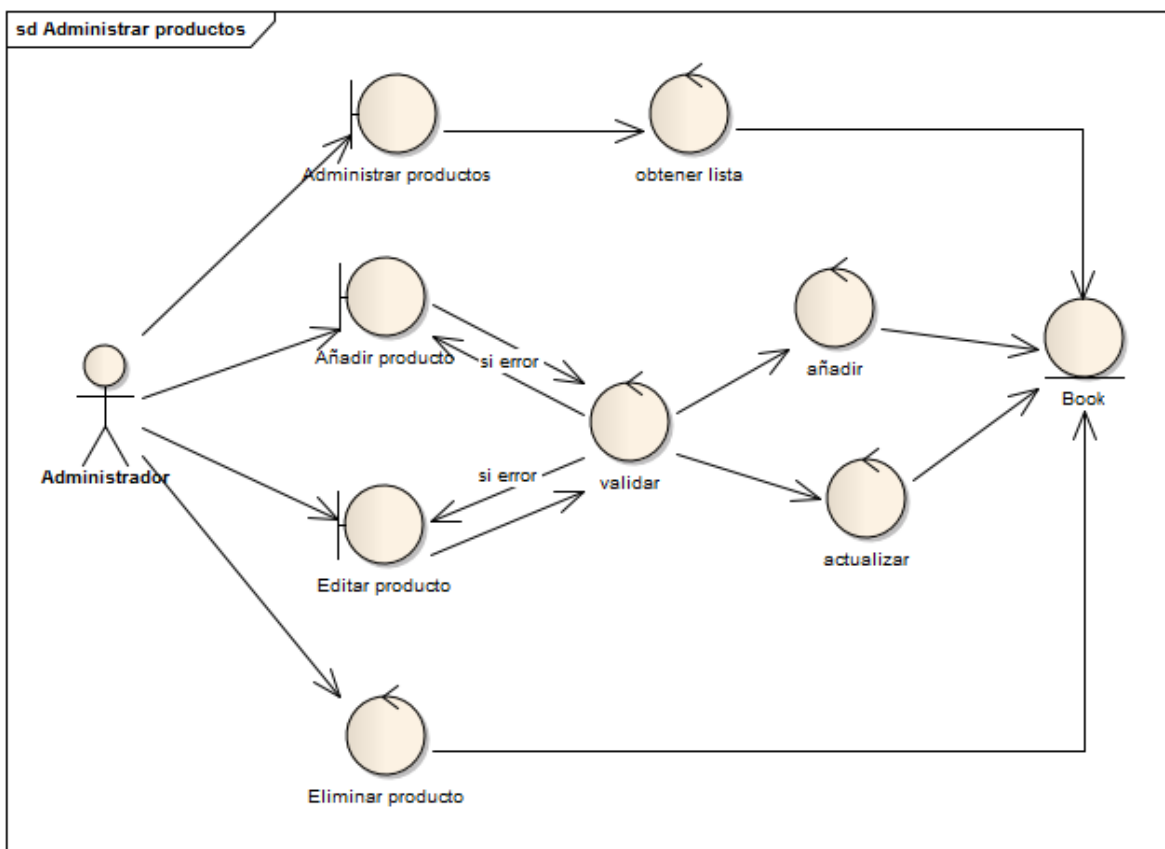 sd Administrar productos
Administrar productos
obtener lista
Añadir producto
si error
añadir
Book
Administrador
si error
validar
Editar producto
actualizar
Eliminar producto